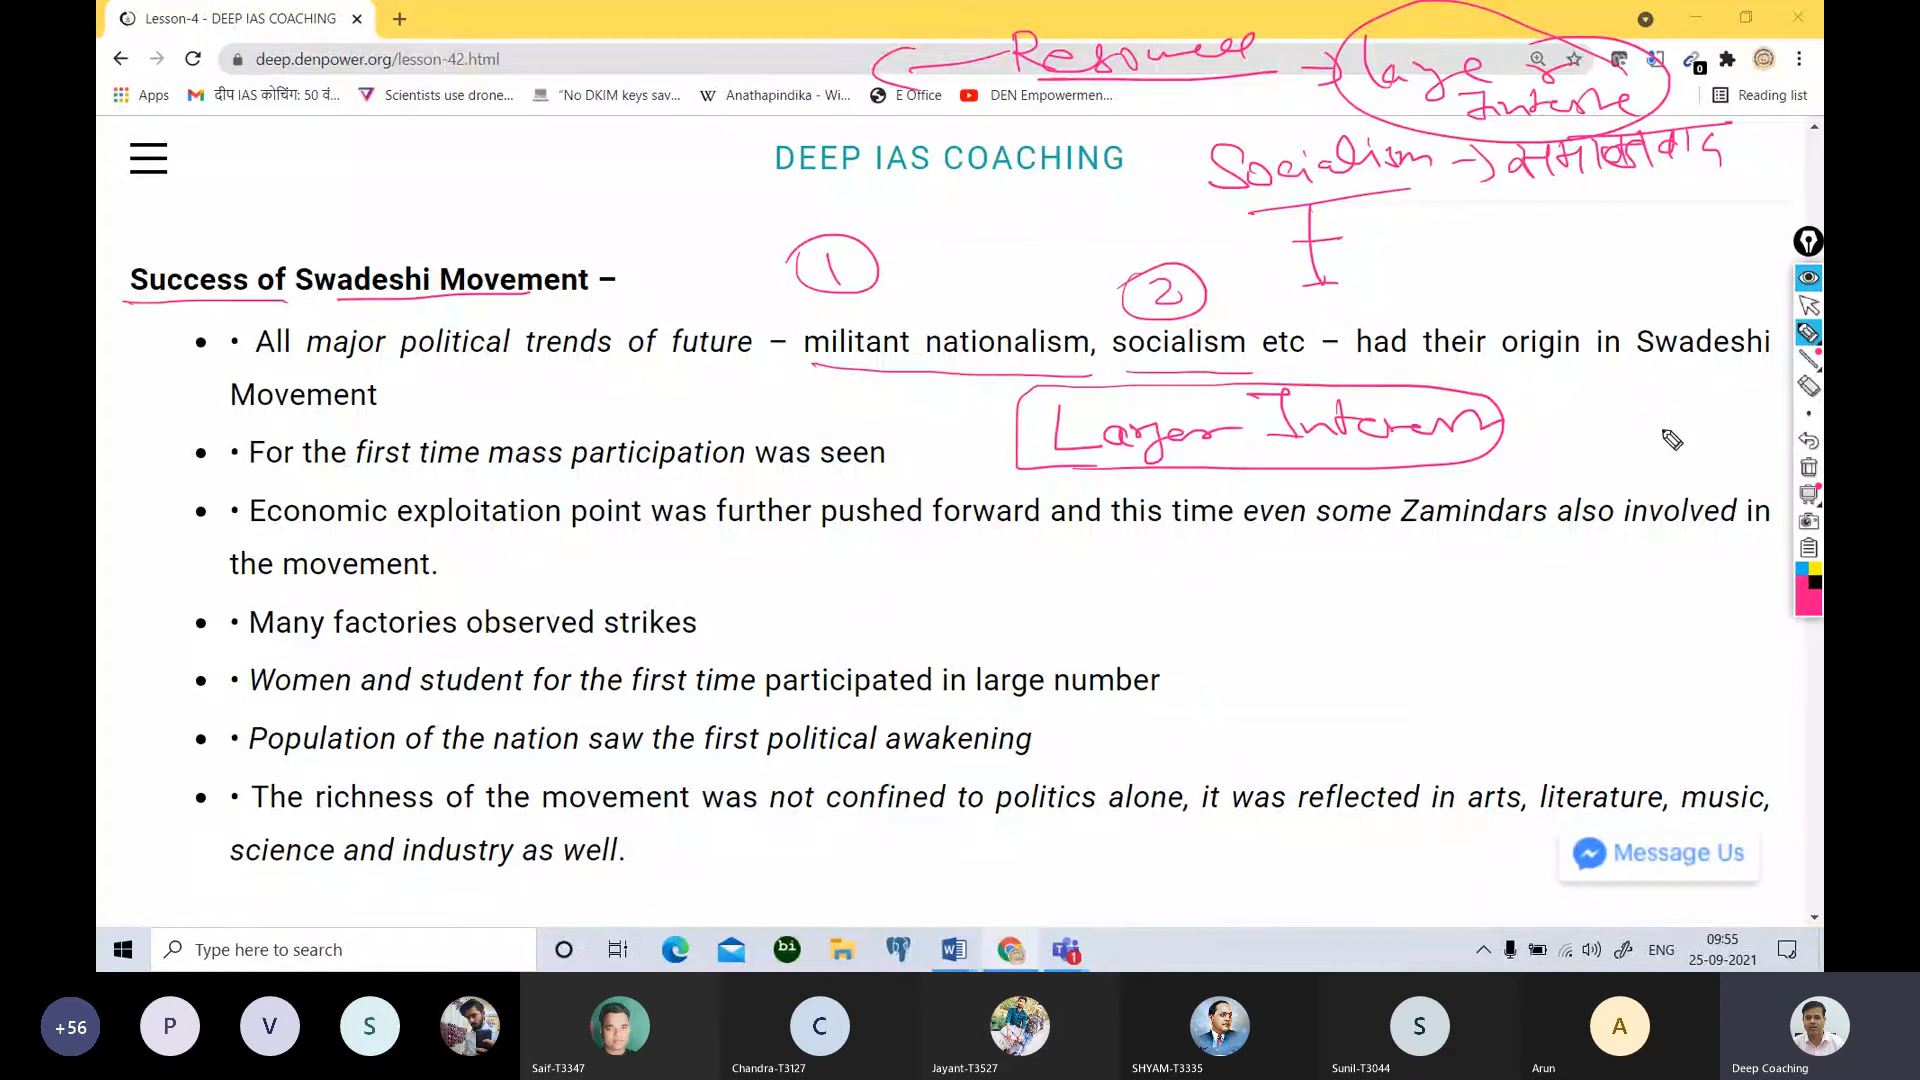 Lesson-4 - DEEP IAS COACHING
deep.denpower.org/lesson-42.html
Apps दीप IAS कोचिंग: 50 वं... Scientists use drone... "No DKIM keys sav... Anathapindika - Wi... E Office DEN Empowermen... Reading list
0
Large
DEEP IAS COACHING
Socialism → समाजवाद
1
2
Success of Swadeshi Movement –
• All major political trends of future – militant nationalism, socialism etc – had their origin in Swadeshi
Movement
Larger Interest
• For the first time mass participation was seen
• Economic exploitation point was further pushed forward and this time even some Zamindars also involved in
the movement.
• Many factories observed strikes
• Women and student for the first time participated in large number
• Population of the nation saw the first political awakening
• The richness of the movement was not confined to politics alone, it was reflected in arts, literature, music,
science and industry as well.
Message Us
Type here to search
bi
1
ENG
09:55
25-09-2021
+56 P V S C S A
Saif-T3347 Chandra-T3127 Jayant-T3527 SHYAM-T3335 Sunil-T3044 Arun Deep Coaching